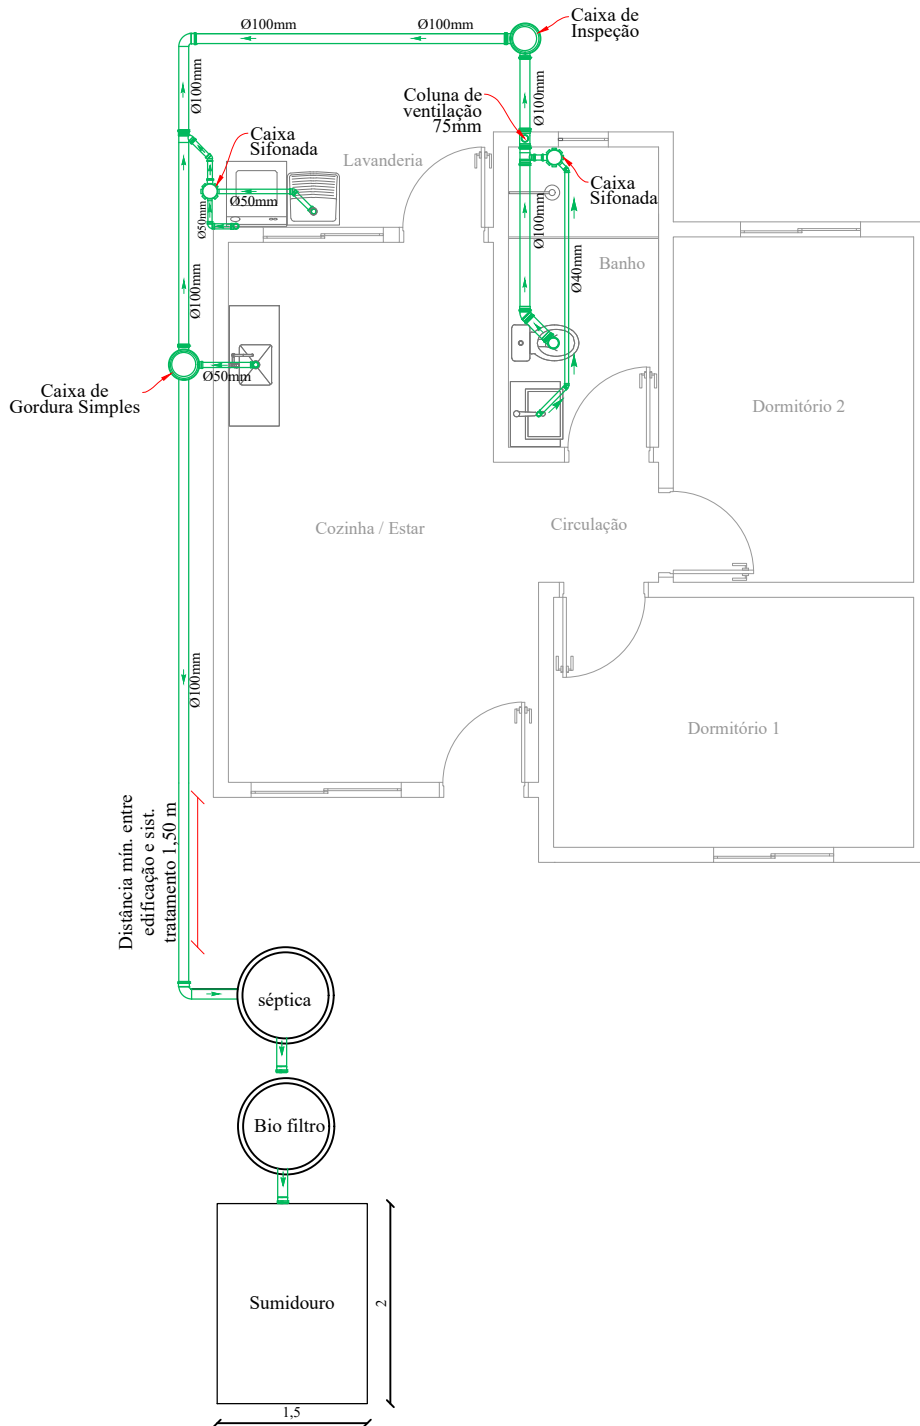 Ø100mm
Ø100mm
Caixa de
Inspeção
Ø100mm
Coluna de
ventilação
75mm
Ø100mm
Caixa
Sifonada
Lavanderia
Caixa
Sifonada
Ø50mm
Ø50mm
Ø100mm
Banho
Ø40mm
Ø100mm
Ø50mm
Caixa de
Gordura Simples
Dormitório 2
Cozinha / Estar
Circulação
Ø100mm
Dormitório 1
Distância mín. entre
edificação e sist.
tratamento 1,50 m
séptica
Bio filtro
Sumidouro
2
1,5